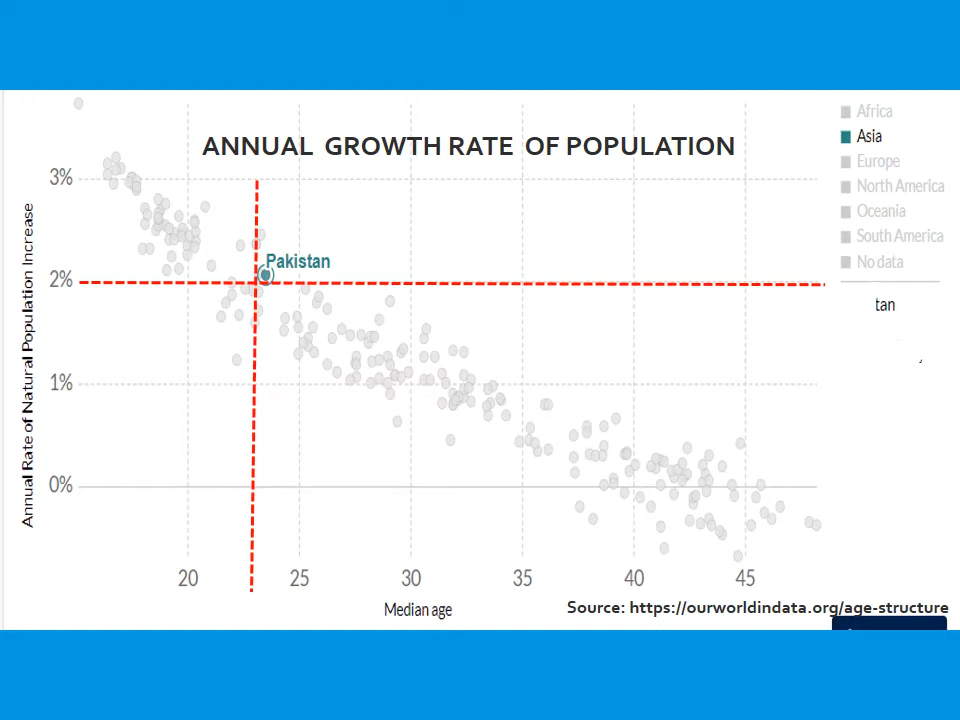 ANNUAL GROWTH RATE OF POPULATION
Africa
Asia
Europe
North America
Oceania
South America
No data
tan
3%
2%
1%
0%
Pakistan
Annual Rate of Natural Population Increase
20 25 30 35 40 45
Median age
Source: https://ourworldindata.org/age-structure